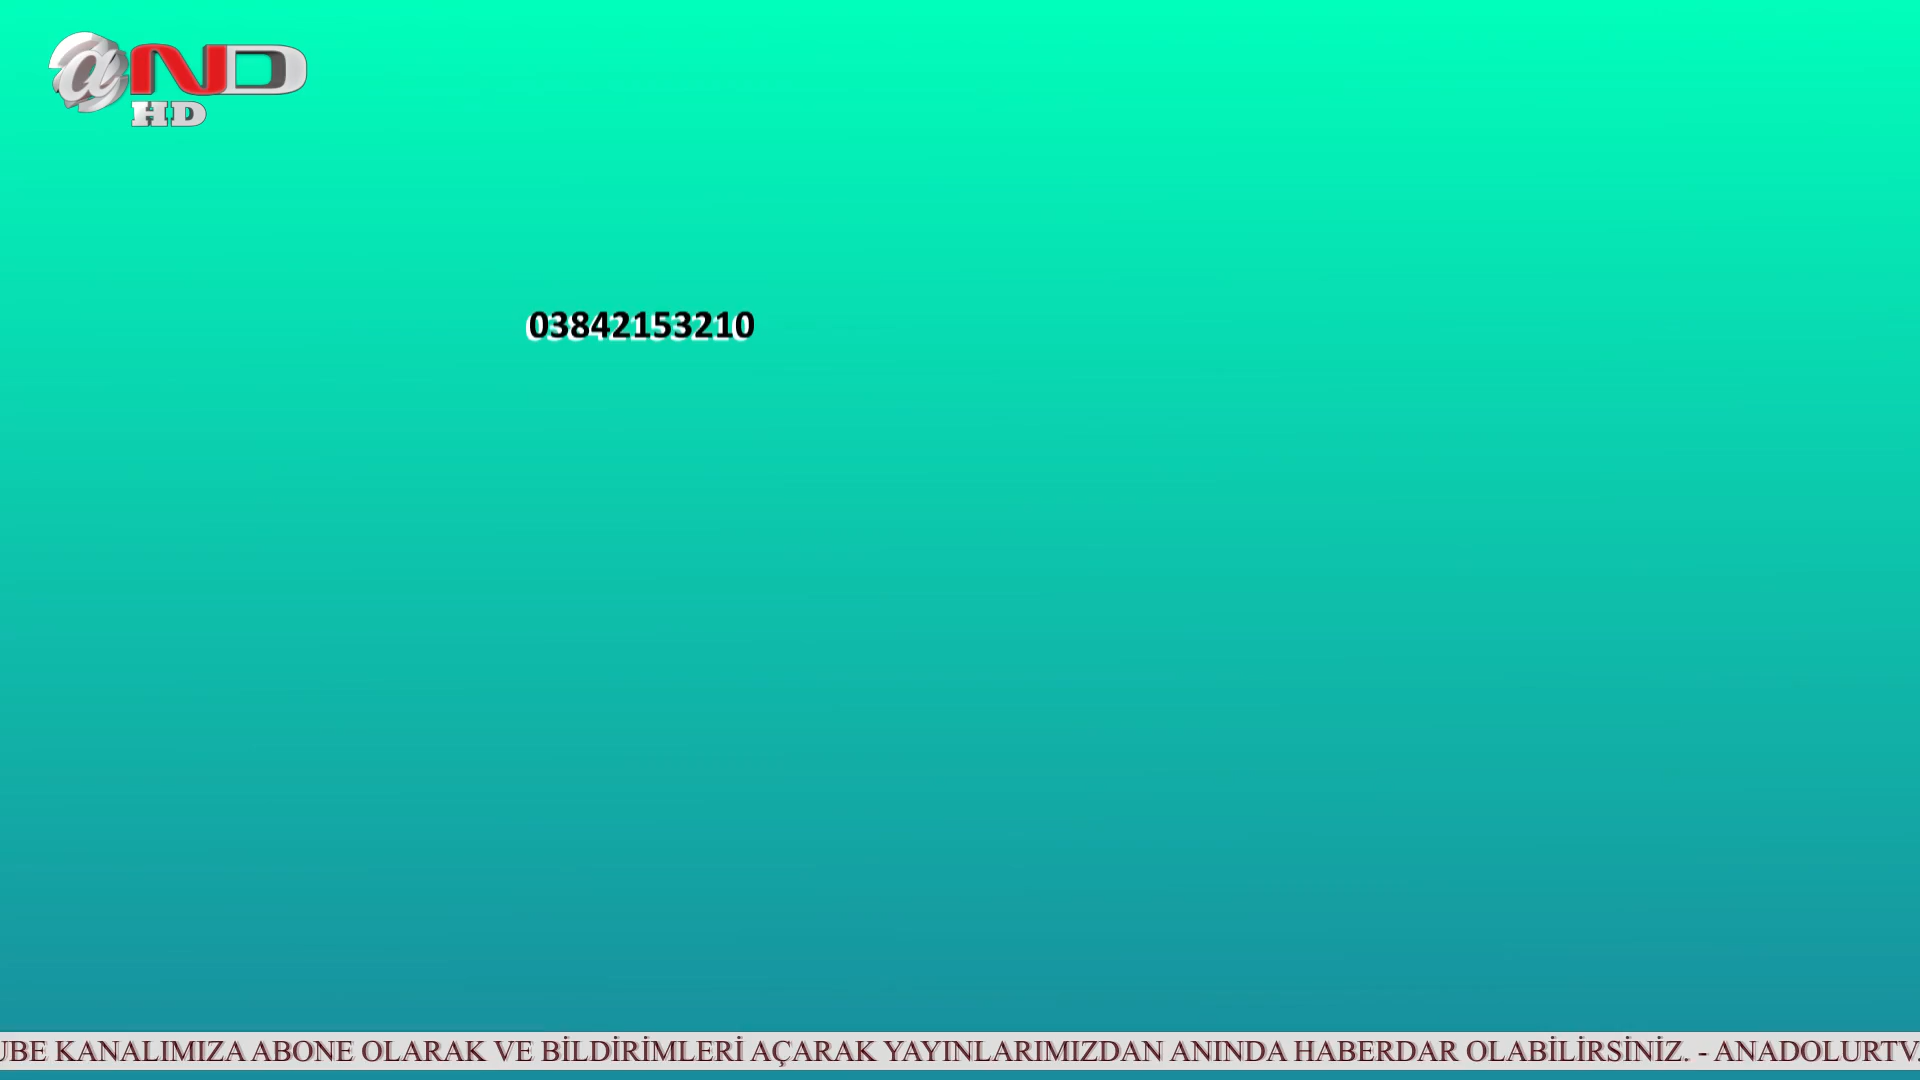 @ND
HD
03842153210
UBE KANALIMIZA ABONE OLARAK VE BİLDİRİMLERİ AÇARAK YAYINLARIMIZDAN ANINDA HABERDAR OLABİLİRSİNİZ. - ANADOLURTV.